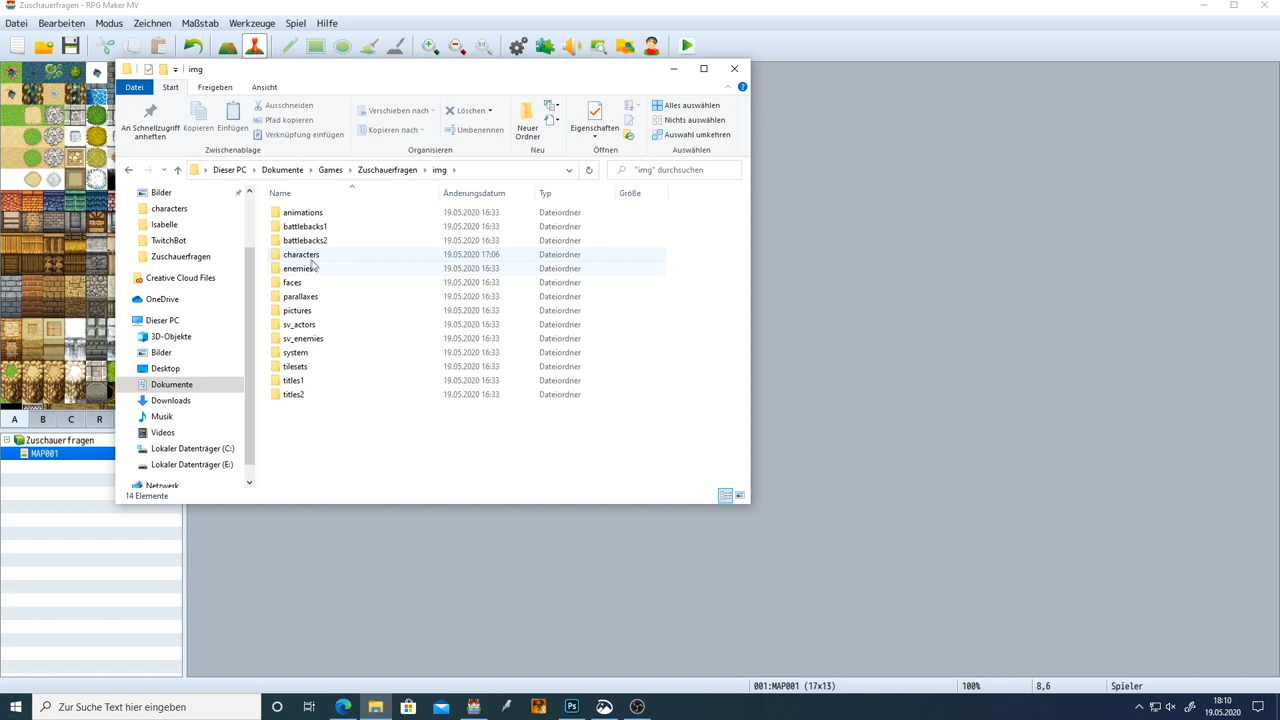 Zuschauerfragen - RPG Maker MV
Datei Bearbeiten Modus Zeichnen Maßstab Werkzeuge Spiel Hilfe
img
Datei Start Freigeben Ansicht
An Schnellzugriff anheften
Kopieren
Einfügen
Ausschneiden
Pfad kopieren
Verknüpfung einfügen
Zwischenablage
Verschieben nach
Kopieren nach
Löschen
Umbenennen
Organisieren
Neuer Ordner
Neu
Eigenschaften
Öffnen
Alles auswählen
Nichts auswählen
Auswahl umkehren
Auswählen
Dieser PC > Dokumente > Games > Zuschauerfragen > img >
"img" durchsuchen
Bilder
characters
Isabelle
TwitchBot
Zuschauerfragen
Creative Cloud Files
OneDrive
Dieser PC
3D-Objekte
Bilder
Desktop
Dokumente
Downloads
Musik
Videos
Lokaler Datenträger (C:)
Lokaler Datenträger (E:)
Netzwerk
Name Änderungsdatum Typ Größe
animations 19.05.2020 16:33 Dateiordner
battlebacks1 19.05.2020 16:33 Dateiordner
battlebacks2 19.05.2020 16:33 Dateiordner
characters 19.05.2020 17:06 Dateiordner
enemies 19.05.2020 16:33 Dateiordner
faces 19.05.2020 16:33 Dateiordner
parallaxes 19.05.2020 16:33 Dateiordner
pictures 19.05.2020 16:33 Dateiordner
sv_actors 19.05.2020 16:33 Dateiordner
sv_enemies 19.05.2020 16:33 Dateiordner
system 19.05.2020 16:33 Dateiordner
tilesets 19.05.2020 16:33 Dateiordner
titles1 19.05.2020 16:33 Dateiordner
titles2 19.05.2020 16:33 Dateiordner
14 Elemente
A B C R
Zuschauerfragen
MAP001
001:MAP001 (17×13) 100% 8,6 Spieler
Zur Suche Text hier eingeben
18:10
19.05.2020